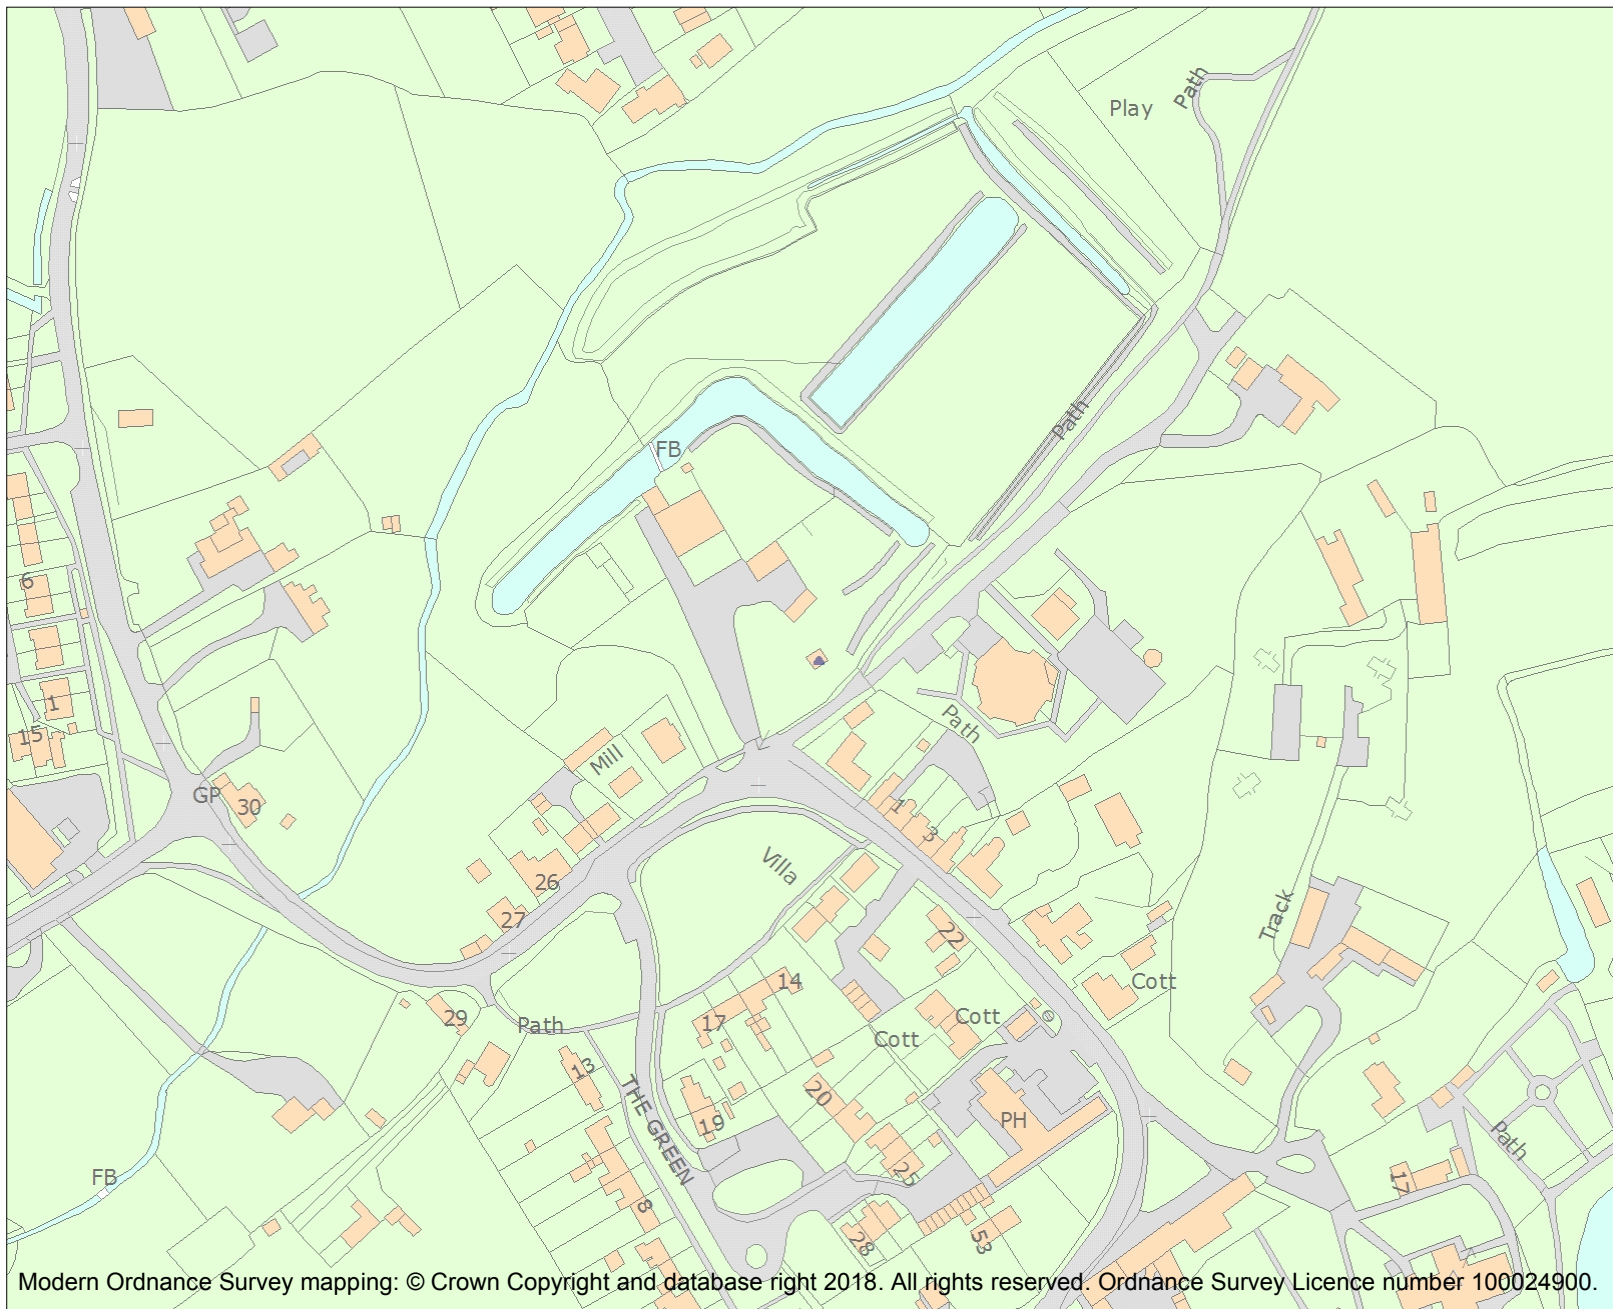 Play
Path
Path
FB
6
1
15
Path
Mill
GP
30
1
3
Villa
26
27
Track
22
14
Cott
17
Cott
29
Path
Cott
13
20
THE GREEN
19
PH
Path
25
FB
17
8
28
53
Modern Ordnance Survey mapping: © Crown Copyright and database right 2018. All rights reserved. Ordnance Survey Licence number 100024900.